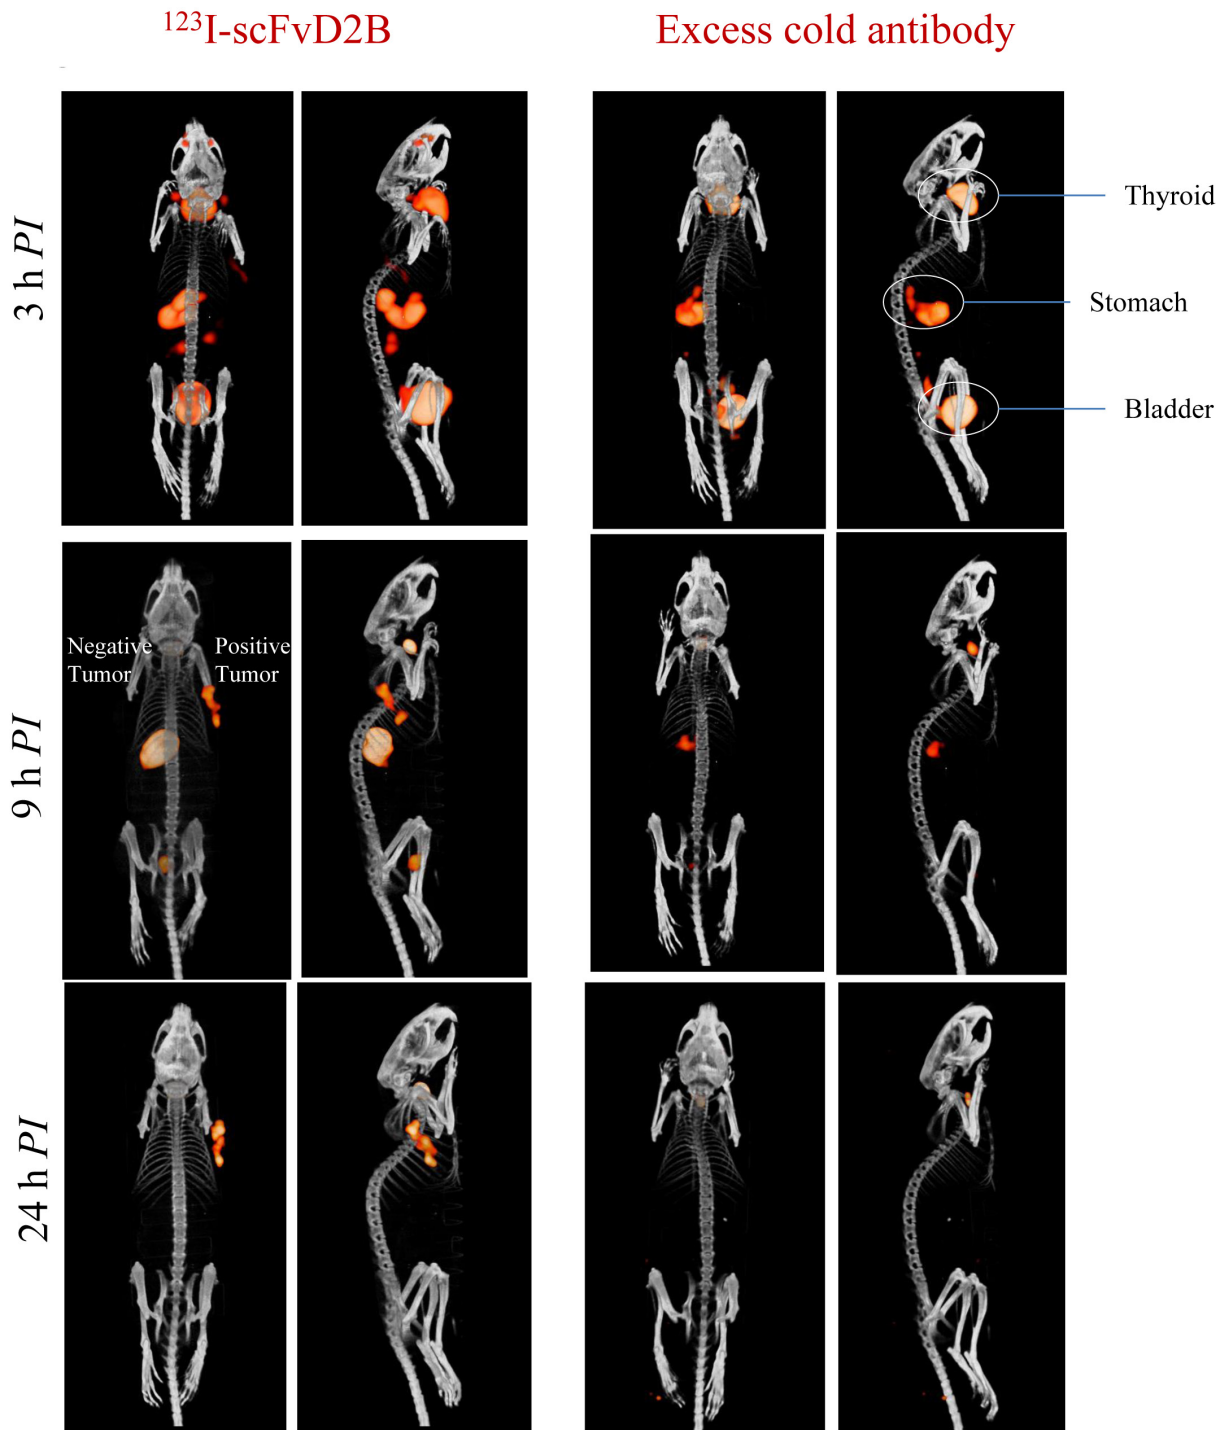 ¹²³I-scFvD2B
Excess cold antibody
3 h PI
Thyroid
Stomach
Bladder
9 h PI
Negative
Tumor
Positive
Tumor
24 h PI